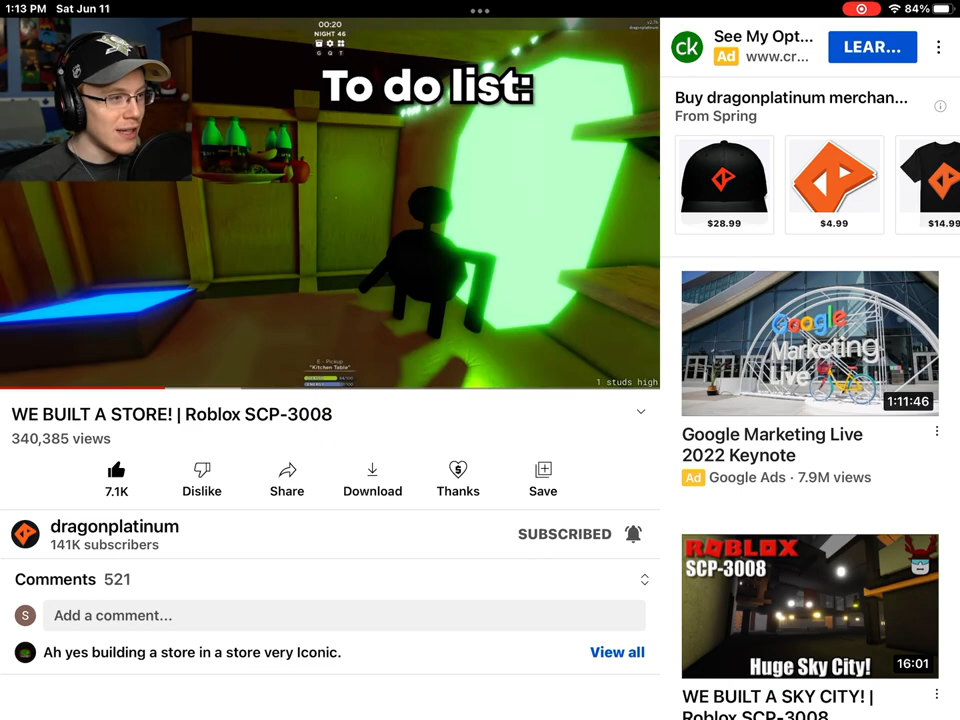 1:13 PM Sat Jun 11
84%
00:20
NIGHT 46
G Q T
To do list:
E - Pickup
"Kitchen Table"
1 studs high
WE BUILT A STORE! | Roblox SCP-3008
340,385 views
7.1K
Dislike
Share
Download
Thanks
Save
dragonplatinum
141K subscribers
SUBSCRIBED
Comments 521
S
Add a comment...
Ah yes building a store in a store very Iconic.
View all
ck
See My Opt...
Ad www.cr...
LEAR...
Buy dragonplatinum merchan...
From Spring
$28.99
$4.99
$14.99
Google
Marketing
Live
1:11:46
Google Marketing Live
2022 Keynote
Ad Google Ads · 7.9M views
ROBLOX
SCP-3008
Huge Sky City!
16:01
WE BUILT A SKY CITY! |
Roblox SCP-3008